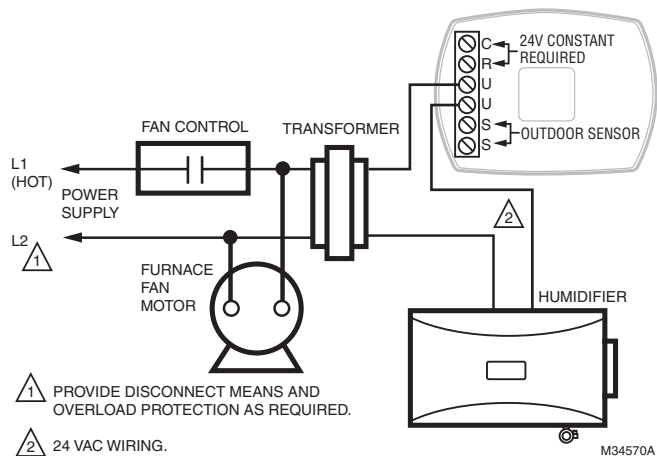 C
24V CONSTANT
R
REQUIRED
U
U
S
OUTDOOR SENSOR
S
FAN CONTROL
TRANSFORMER
L1
(HOT)
POWER
SUPPLY
L2
1
2
FURNACE
FAN
MOTOR
HUMIDIFIER
1 PROVIDE DISCONNECT MEANS AND
OVERLOAD PROTECTION AS REQUIRED.
2 24 VAC WIRING.
M34570A